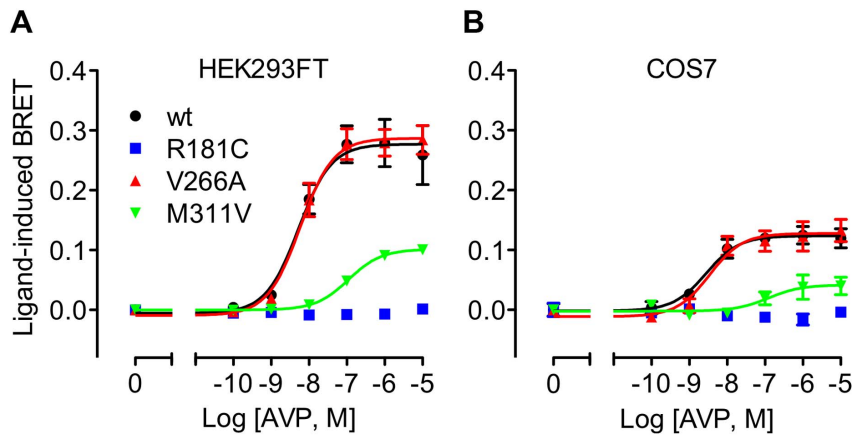 A
HEK293FT
Ligand-induced BRET
0.4
0.3
0.2
0.1
0.0
wt
R181C
V266A
M311V
0 -10 -9 -8 -7 -6 -5
Log [AVP, M]
B
COS7
0.4
0.3
0.2
0.1
0.0
0 -10 -9 -8 -7 -6 -5
Log [AVP, M]